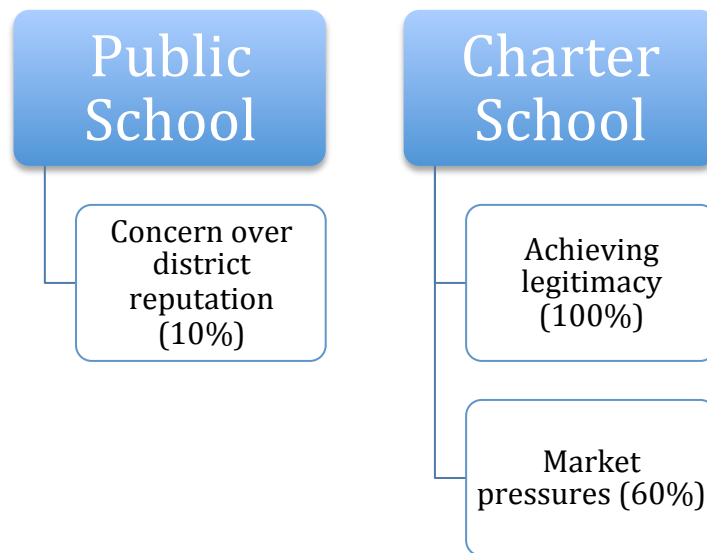 Public
School
Concern over
district
reputation
(10%)
Charter
School
Achieving
legitimacy
(100%)
Market
pressures (60%)